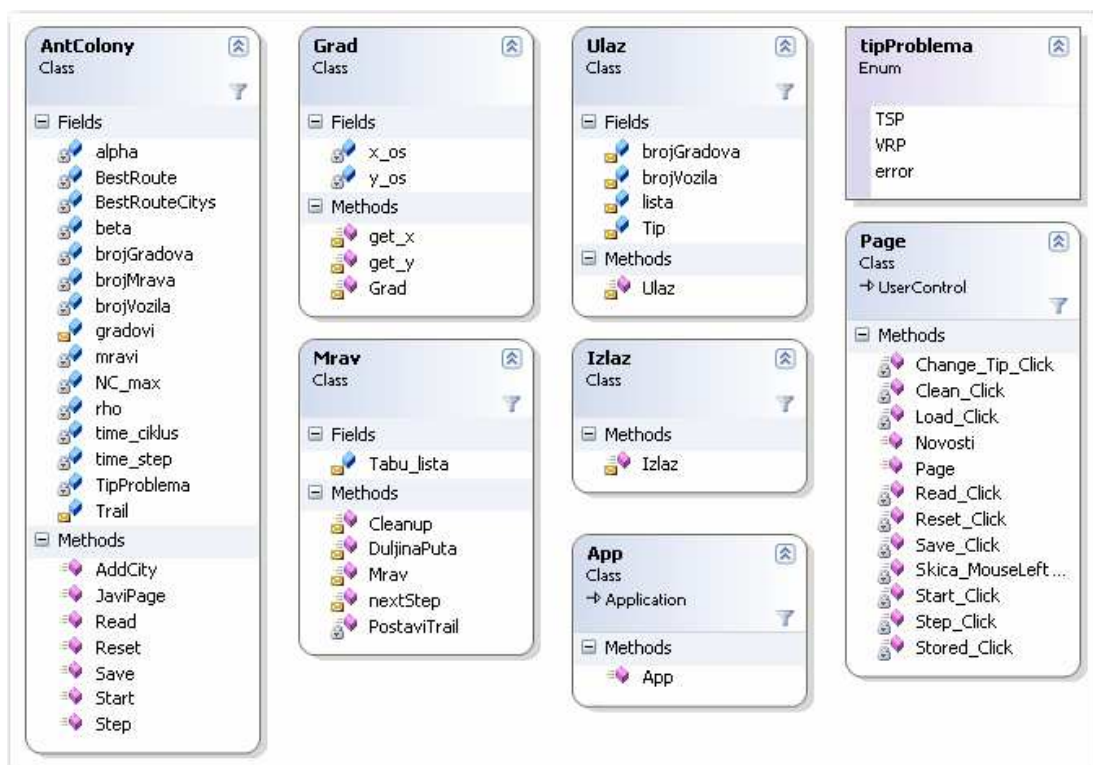 AntColony
Class
Fields
alpha
BestRoute
BestRouteCitys
beta
brojGradova
brojMrava
brojVozila
gradovi
mravi
NC_max
rho
time_ciklus
time_step
TipProblema
Trail
Methods
AddCity
JaviPage
Read
Reset
Save
Start
Step
Grad
Class
Fields
x_os
y_os
Methods
get_x
get_y
Grad
Mrav
Class
Fields
Tabu_lista
Methods
Cleanup
DuljinaPuta
Mrav
nextStep
PostaviTrail
Ulaz
Class
Fields
brojGradova
brojVozila
lista
Tip
Methods
Ulaz
Izlaz
Class
Methods
Izlaz
App
Class
Application
Methods
App
tipProblema
Enum
TSP
VRP
error
Page
Class
UserControl
Methods
Change_Tip_Click
Clean_Click
Load_Click
Novosti
Page
Read_Click
Reset_Click
Save_Click
Skica_MouseLeft...
Start_Click
Step_Click
Stored_Click